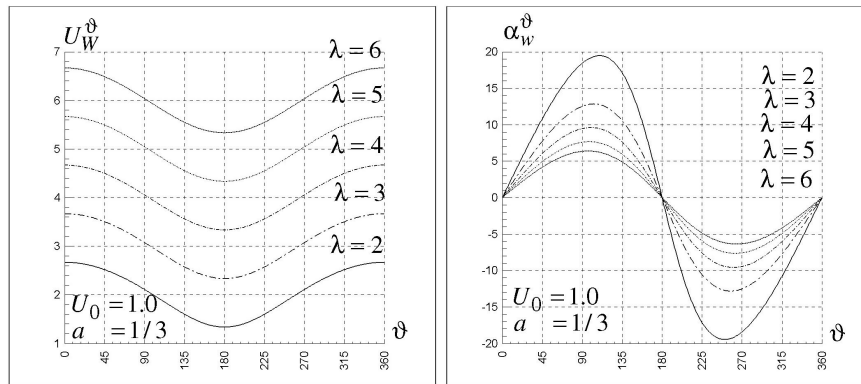 U_W^ϑ
7
6
5
4
3
2
1
λ = 6
λ = 5
λ = 4
λ = 3
λ = 2
U_0 = 1.0
a = 1/3
0 45 90 135 180 225 270 315 360
ϑ
α_w^ϑ
20
15
10
5
0
-5
-10
-15
-20
λ = 2
λ = 3
λ = 4
λ = 5
λ = 6
U_0 = 1.0
a = 1/3
0 45 90 135 180 225 270 315 360
ϑ